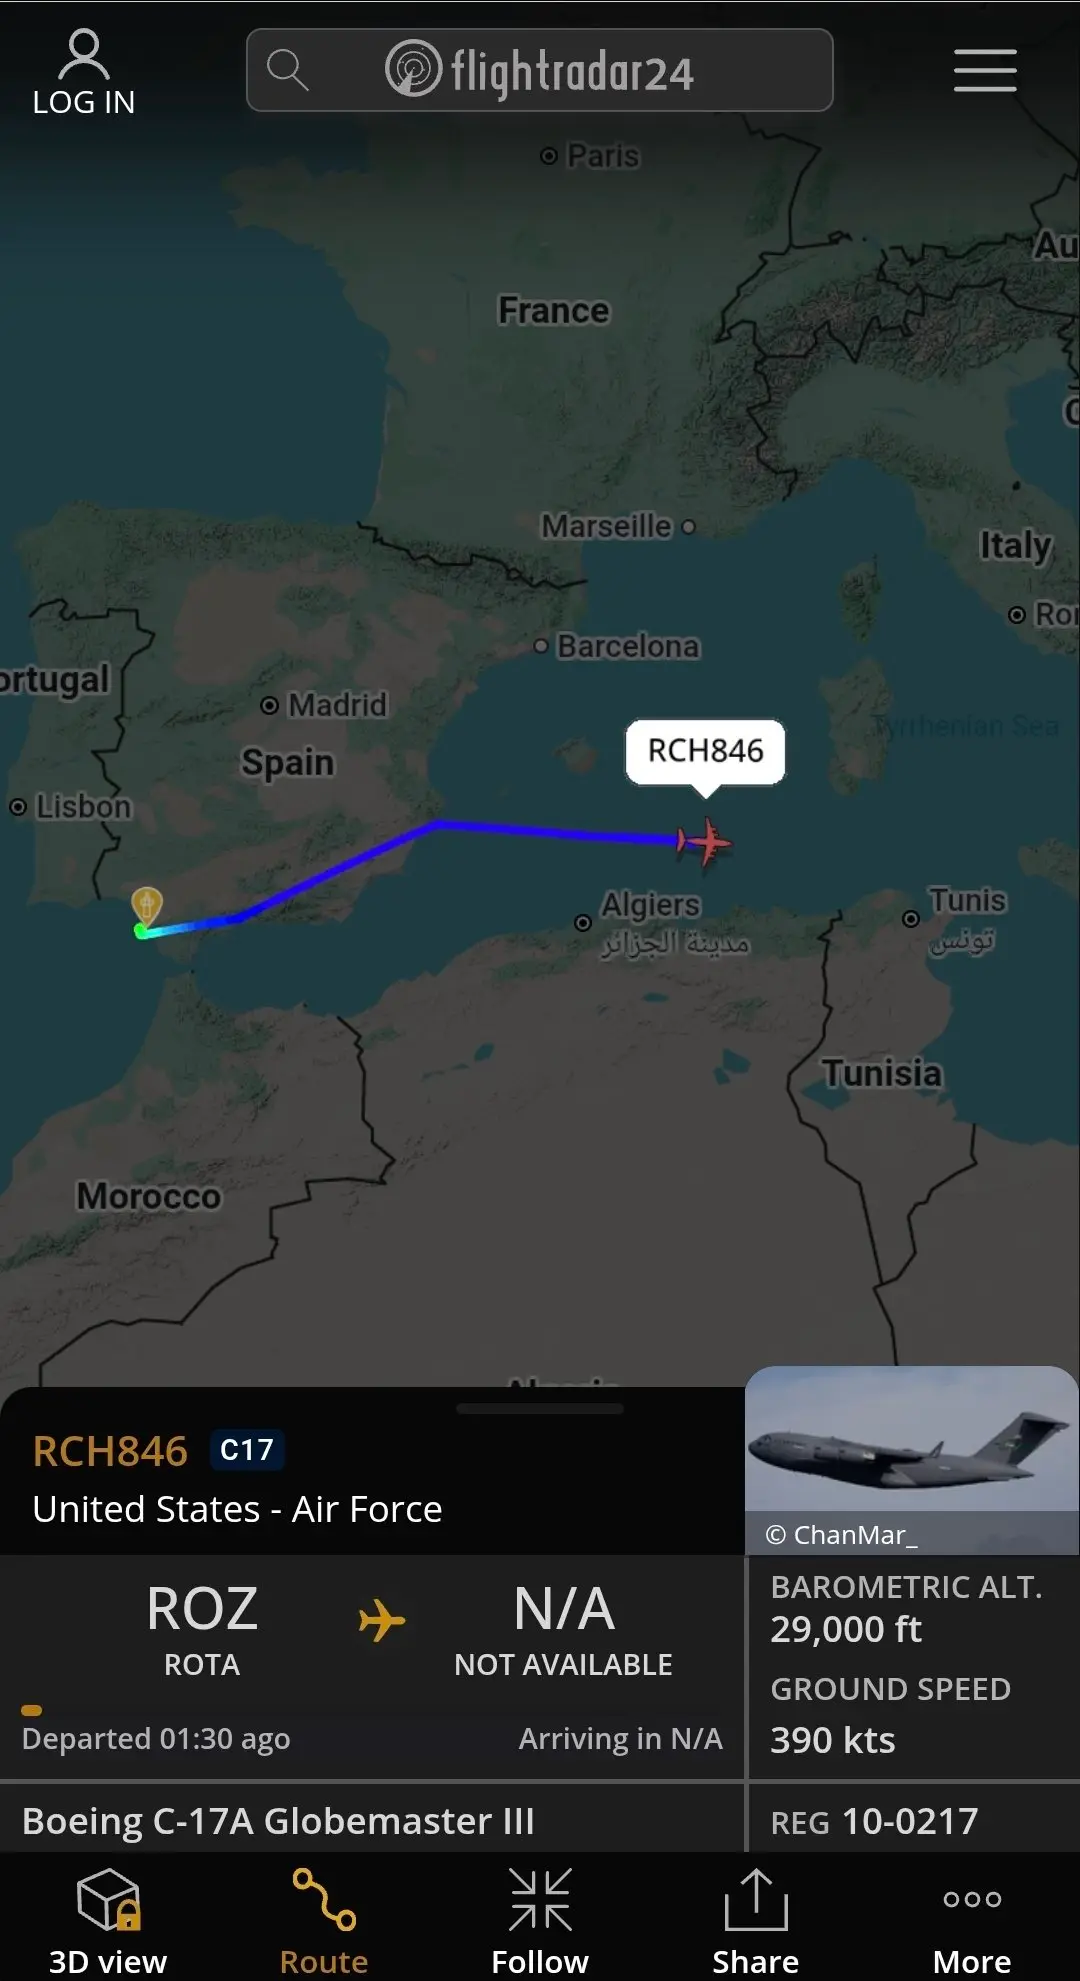 LOG IN
flightradar24
Paris
Au
France
Marseille
Italy
Ro
Barcelona
ortugal
Madrid
Tyrrhenian Sea
RCH846
Spain
Lisbon
Algiers
مدينة الجزائر
Tunis
تونس
Tunisia
Morocco
RCH846 C17
United States - Air Force
© ChanMar_
ROZ
ROTA
N/A
NOT AVAILABLE
Departed 01:30 ago
Arriving in N/A
BAROMETRIC ALT.
29,000 ft
GROUND SPEED
390 kts
Boeing C-17A Globemaster III
REG 10-0217
3D view
Route
Follow
Share
More